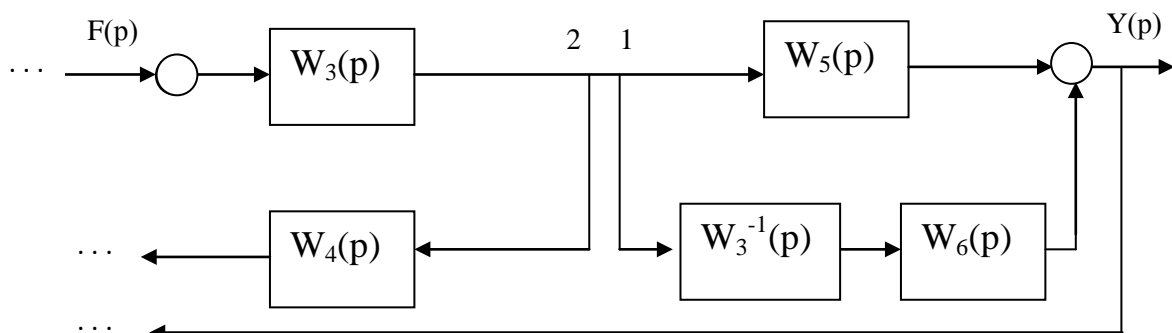 F(p) 2 1 Y(p)
... W₃(p) W₅(p)
... W₄(p) W₃⁻¹(p) W₆(p)
...